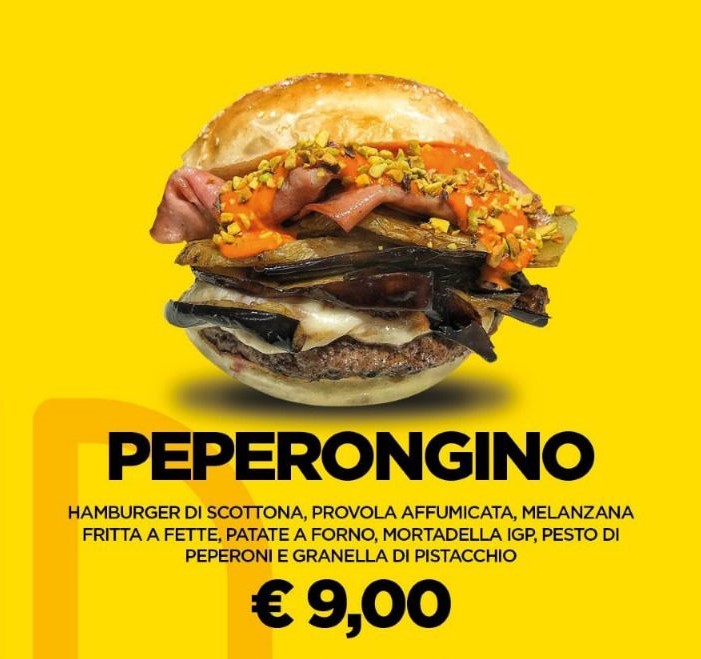 PEPERONGINO
HAMBURGER DI SCOTTONA, PROVOLA AFFUMICATA, MELANZANA
FRITTA A FETTE, PATATE A FORNO, MORTADELLA IGP, PESTO DI
PEPERONI E GRANELLA DI PISTACCHIO
€ 9,00